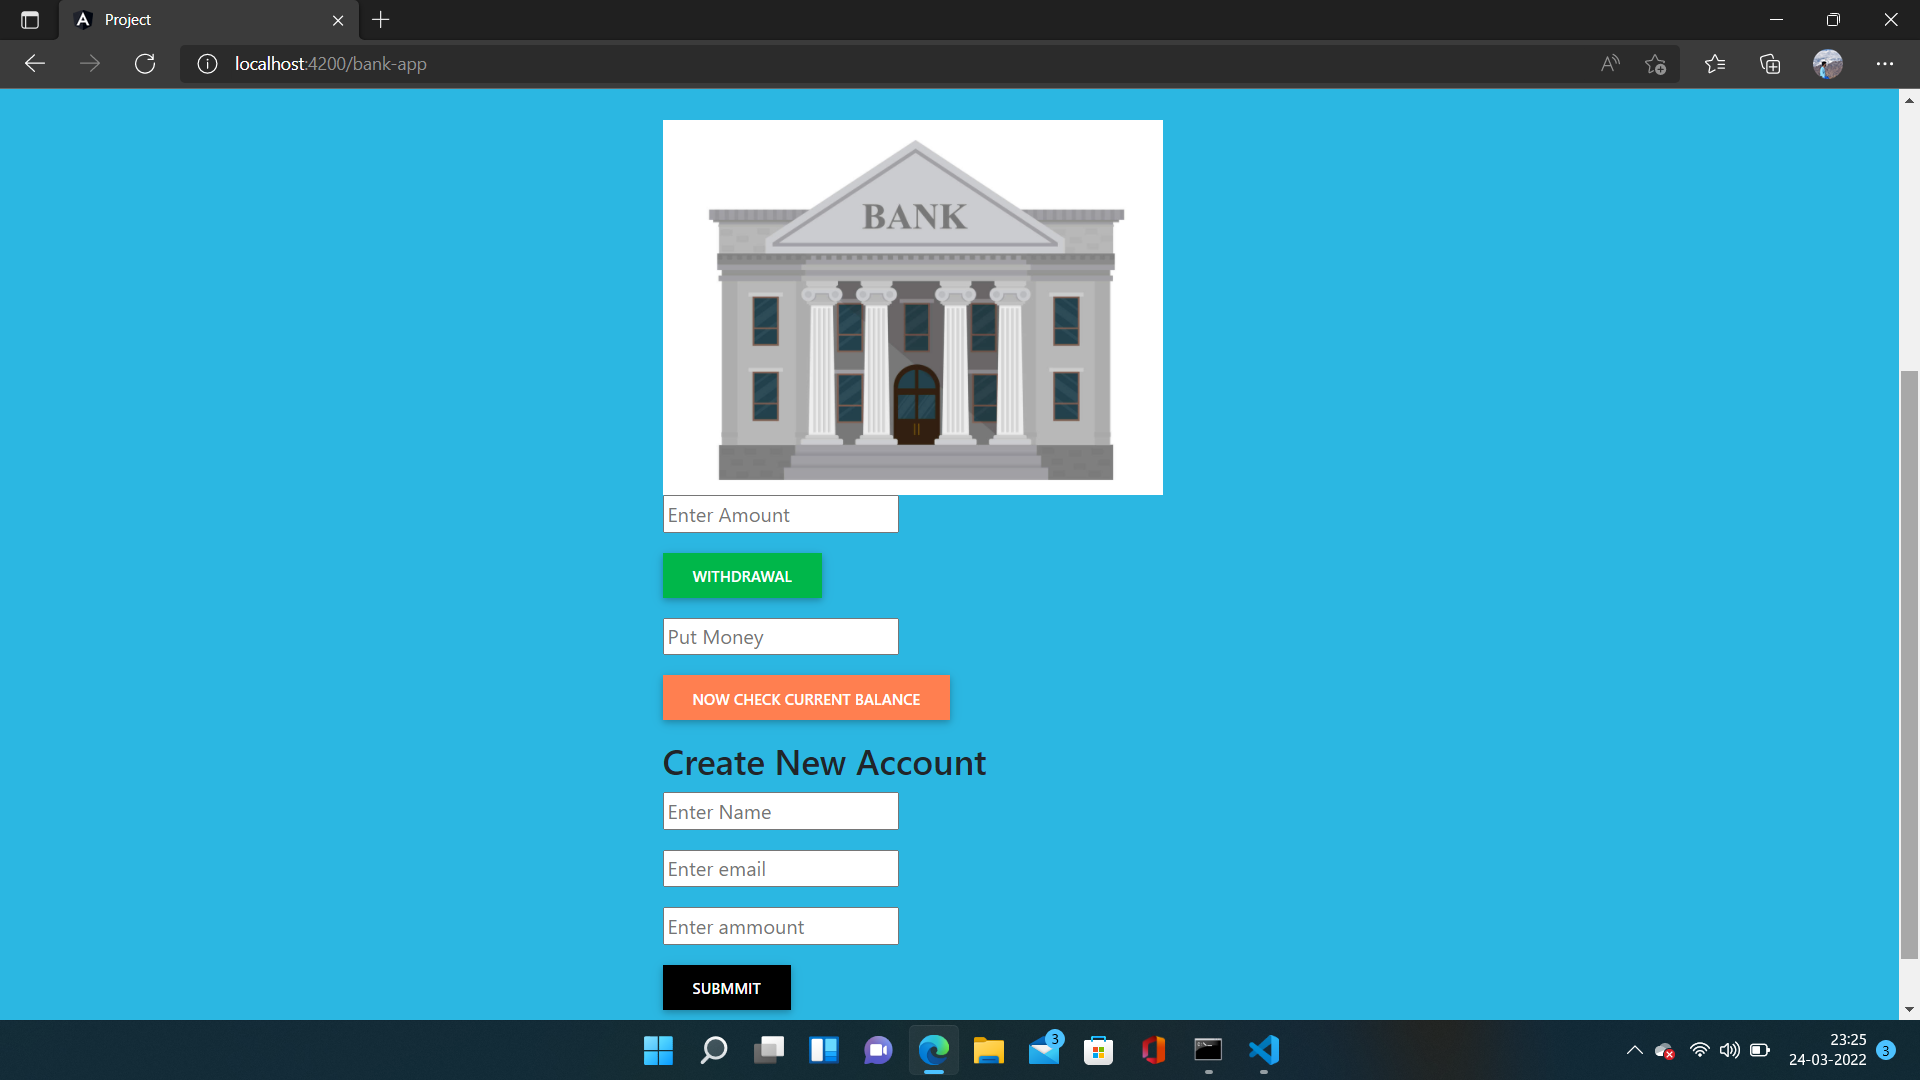 Project
localhost:4200/bank-app
BANK
Enter Amount
WITHDRAWAL
Put Money
NOW CHECK CURRENT BALANCE
Create New Account
Enter Name
Enter email
Enter ammount
SUBMMIT
3
23:25
24-03-2022
3